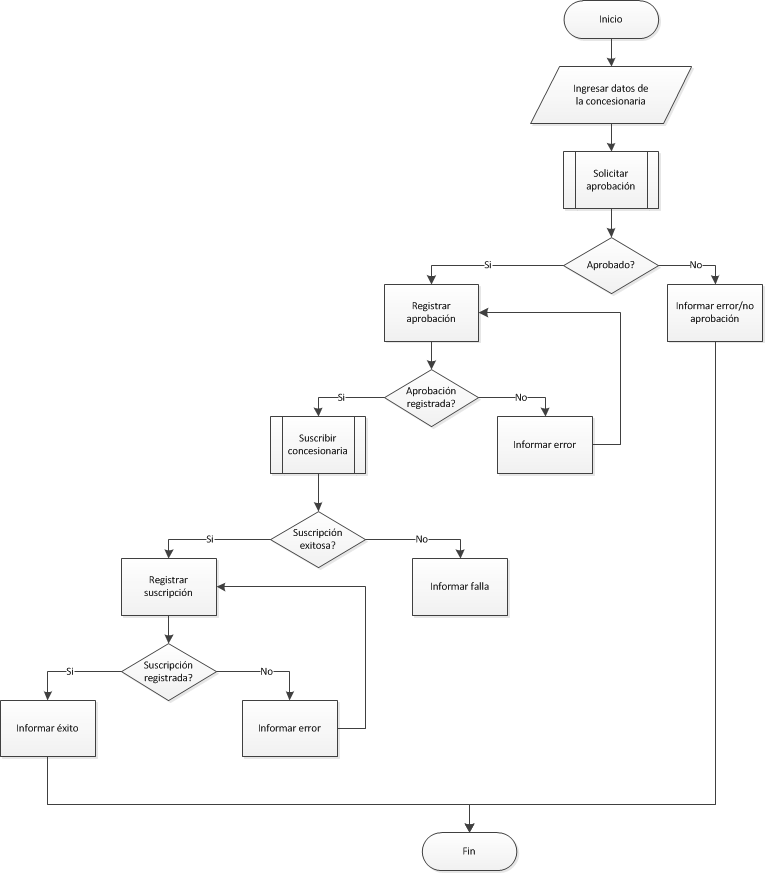 Inicio
Ingresar datos de
la concesionaria
Solicitar
aprobación
Aprobado?
Si
No
Registrar
aprobación
Informar error/no
aprobación
Aprobación
registrada?
Si
No
Suscribir
concesionaria
Informar error
Suscripción
exitosa?
Si
No
Registrar
suscripción
Informar falla
Suscripción
registrada?
Si
No
Informar éxito
Informar error
Fin